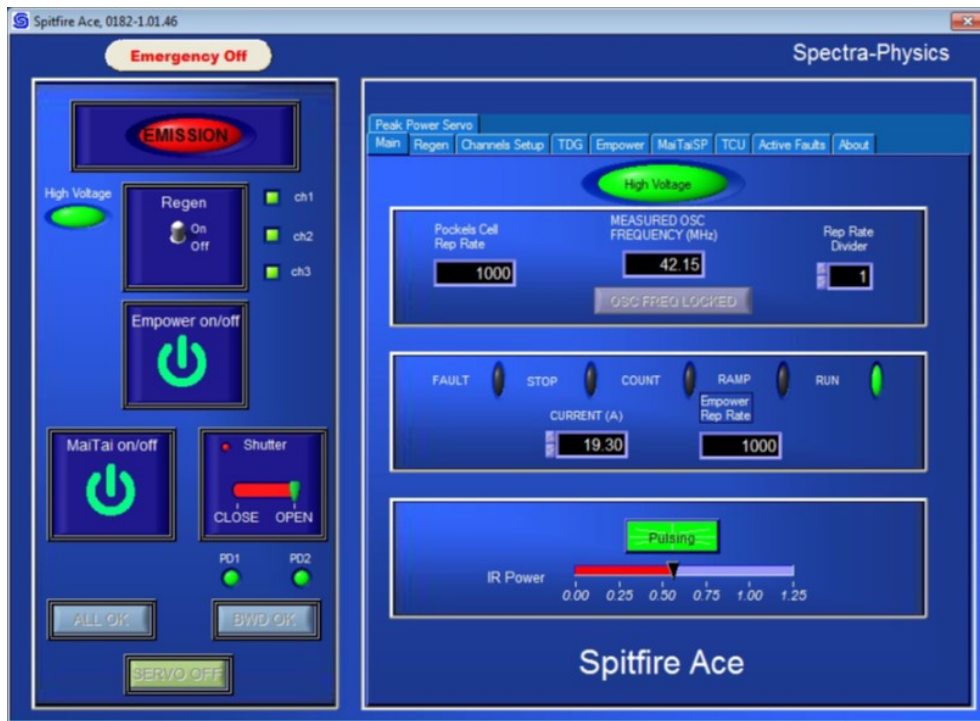 Spitfire Ace, 0182-1.01.46
Emergency Off
Spectra-Physics
EMISSION
High Voltage
Regen
On
Off
ch1
ch2
ch3
Empower on/off
MaiTai on/off
Shutter
CLOSE OPEN
PD1 PD2
ALL OK
BWD OK
SERVO OFF
Peak Power Servo
Main Regen Channels Setup TDG Empower MaiTaiSP TCU Active Faults About
High Voltage
Pockels Cell
Rep Rate
1000
MEASURED OSC
FREQUENCY (MHz)
42.15
OSC FREQ LOCKED
Rep Rate
Divider
1
FAULT STOP COUNT RAMP RUN
CURRENT (A)
19.30
Empower
Rep Rate
1000
Pulsing
IR Power
0.00 0.25 0.50 0.75 1.00 1.25
Spitfire Ace